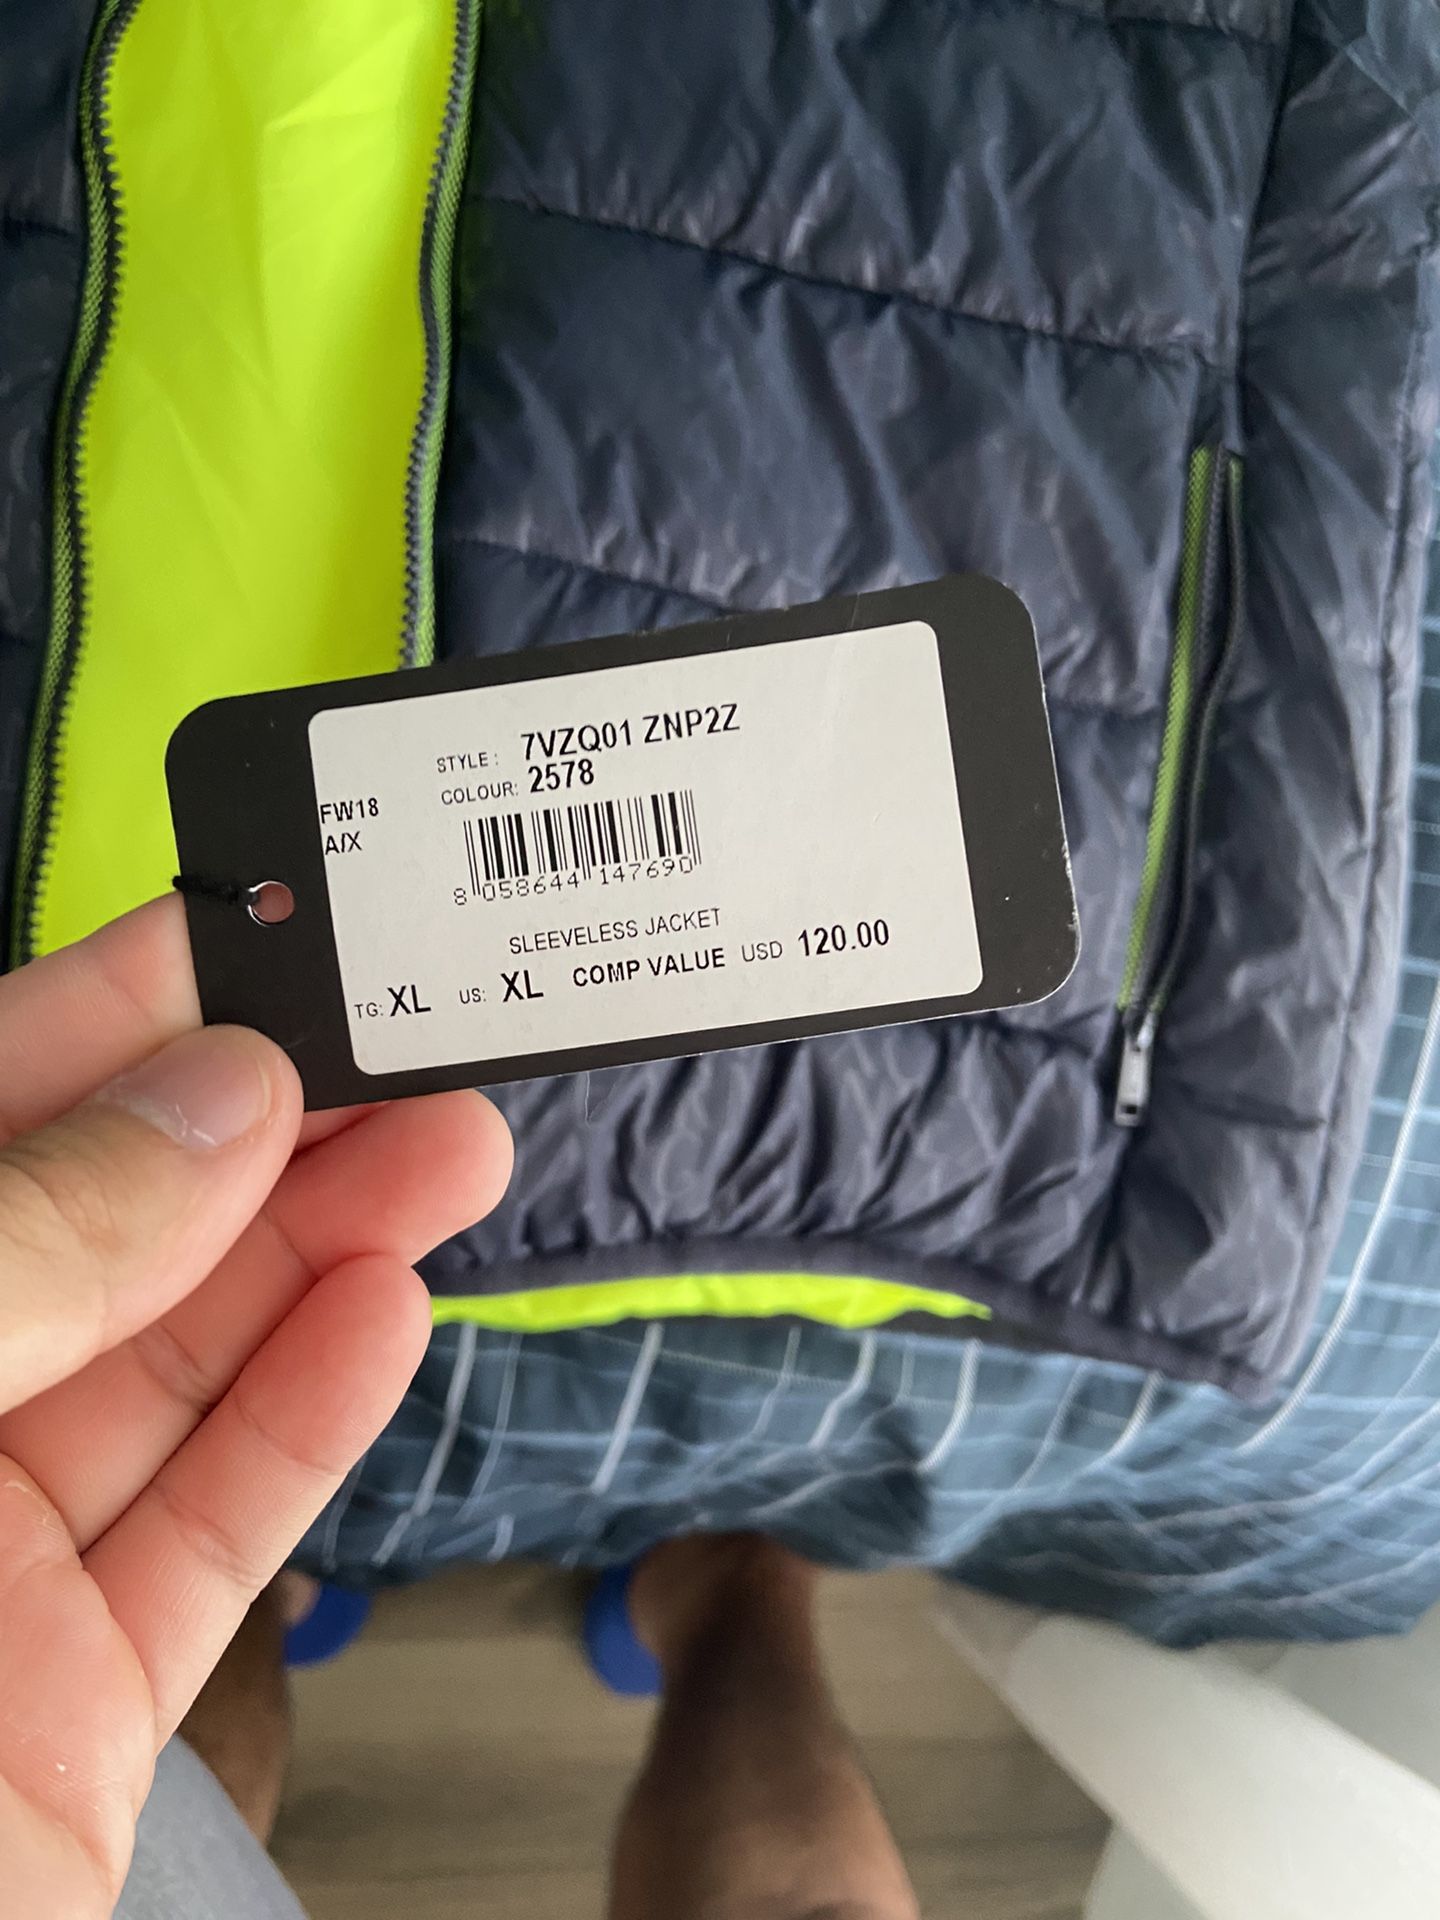 STYLE : 7VZQ01 ZNP2Z
COLOUR: 2578
FW18
A/X
8 058644 147690
SLEEVELESS JACKET
TG: XL US: XL COMP VALUE USD 120.00